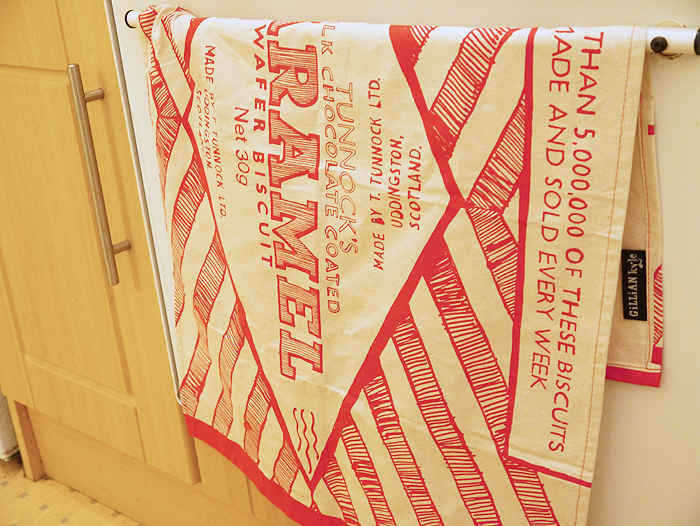 THAN 5,000,000 OF THESE BISCUITS
MADE AND SOLD EVERY WEEK
MADE BY T. TUNNOCK LTD.
UDDINGSTON,
SCOTLAND.
TUNNOCK'S
LK CHOCOLATE COATED
ARAMEL
WAFER BISCUIT
Net 30g
MADE BY T. TUNNOCK LTD.
UDDINGSTON
GiLLiAN kyle